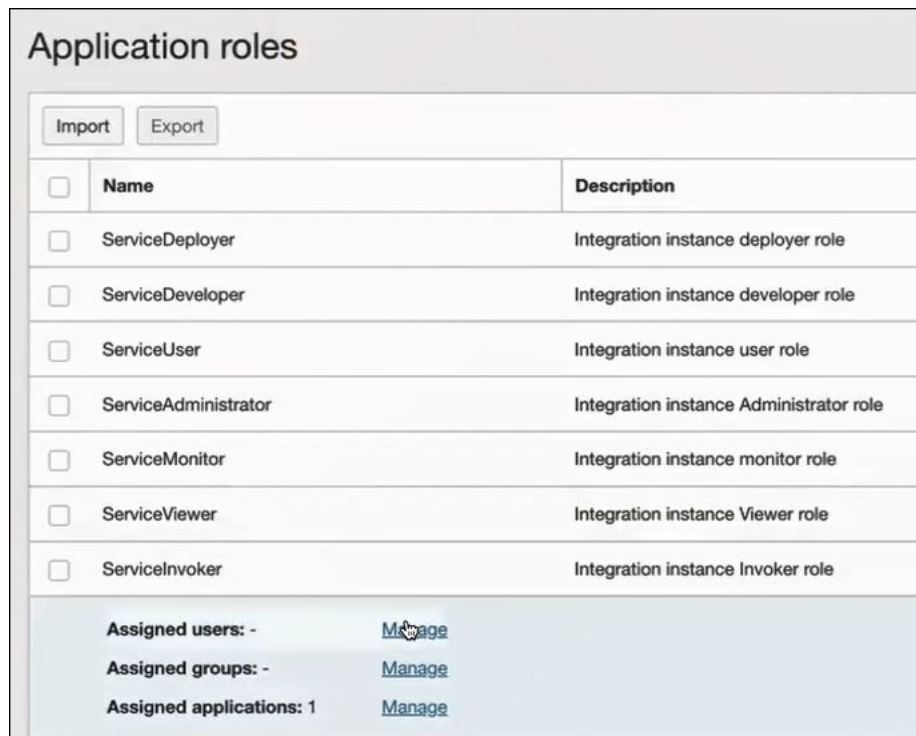 Application roles
Import Export
Name Description
ServiceDeployer Integration instance deployer role
ServiceDeveloper Integration instance developer role
ServiceUser Integration instance user role
ServiceAdministrator Integration instance Administrator role
ServiceMonitor Integration instance monitor role
ServiceViewer Integration instance Viewer role
ServiceInvoker Integration instance Invoker role
Assigned users: - Manage
Assigned groups: - Manage
Assigned applications: 1 Manage